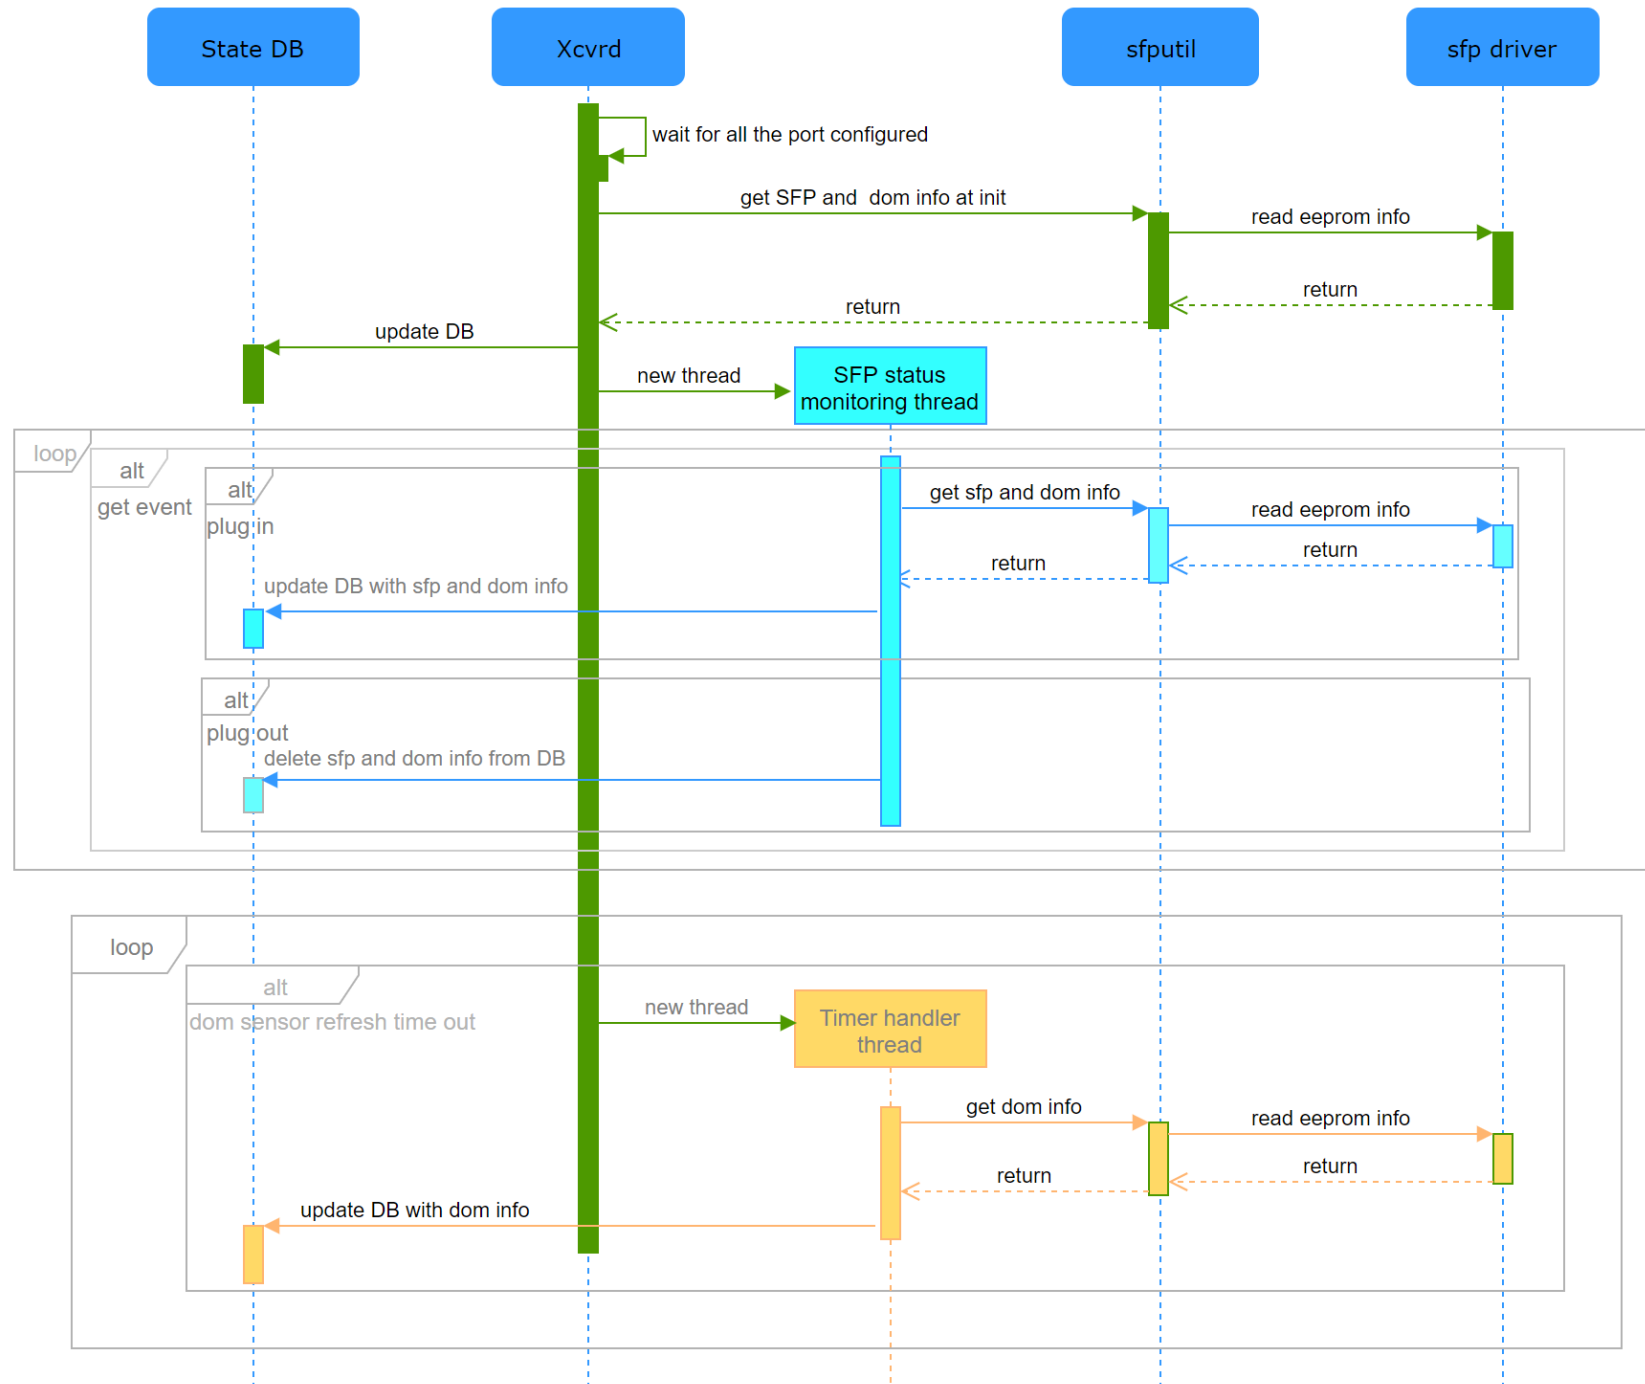 State DB
Xcvrd
sfputil
sfp driver
wait for all the port configured
get SFP and  dom info at init
read eeprom info
return
return
update DB
new thread
SFP status
monitoring thread
loop
alt
get event
alt
plug in
get sfp and dom info
read eeprom info
return
return
update DB with sfp and dom info
alt
plug out
delete sfp and dom info from DB
loop
alt
dom sensor refresh time out
new thread
Timer handler
thread
get dom info
read eeprom info
return
return
update DB with dom info